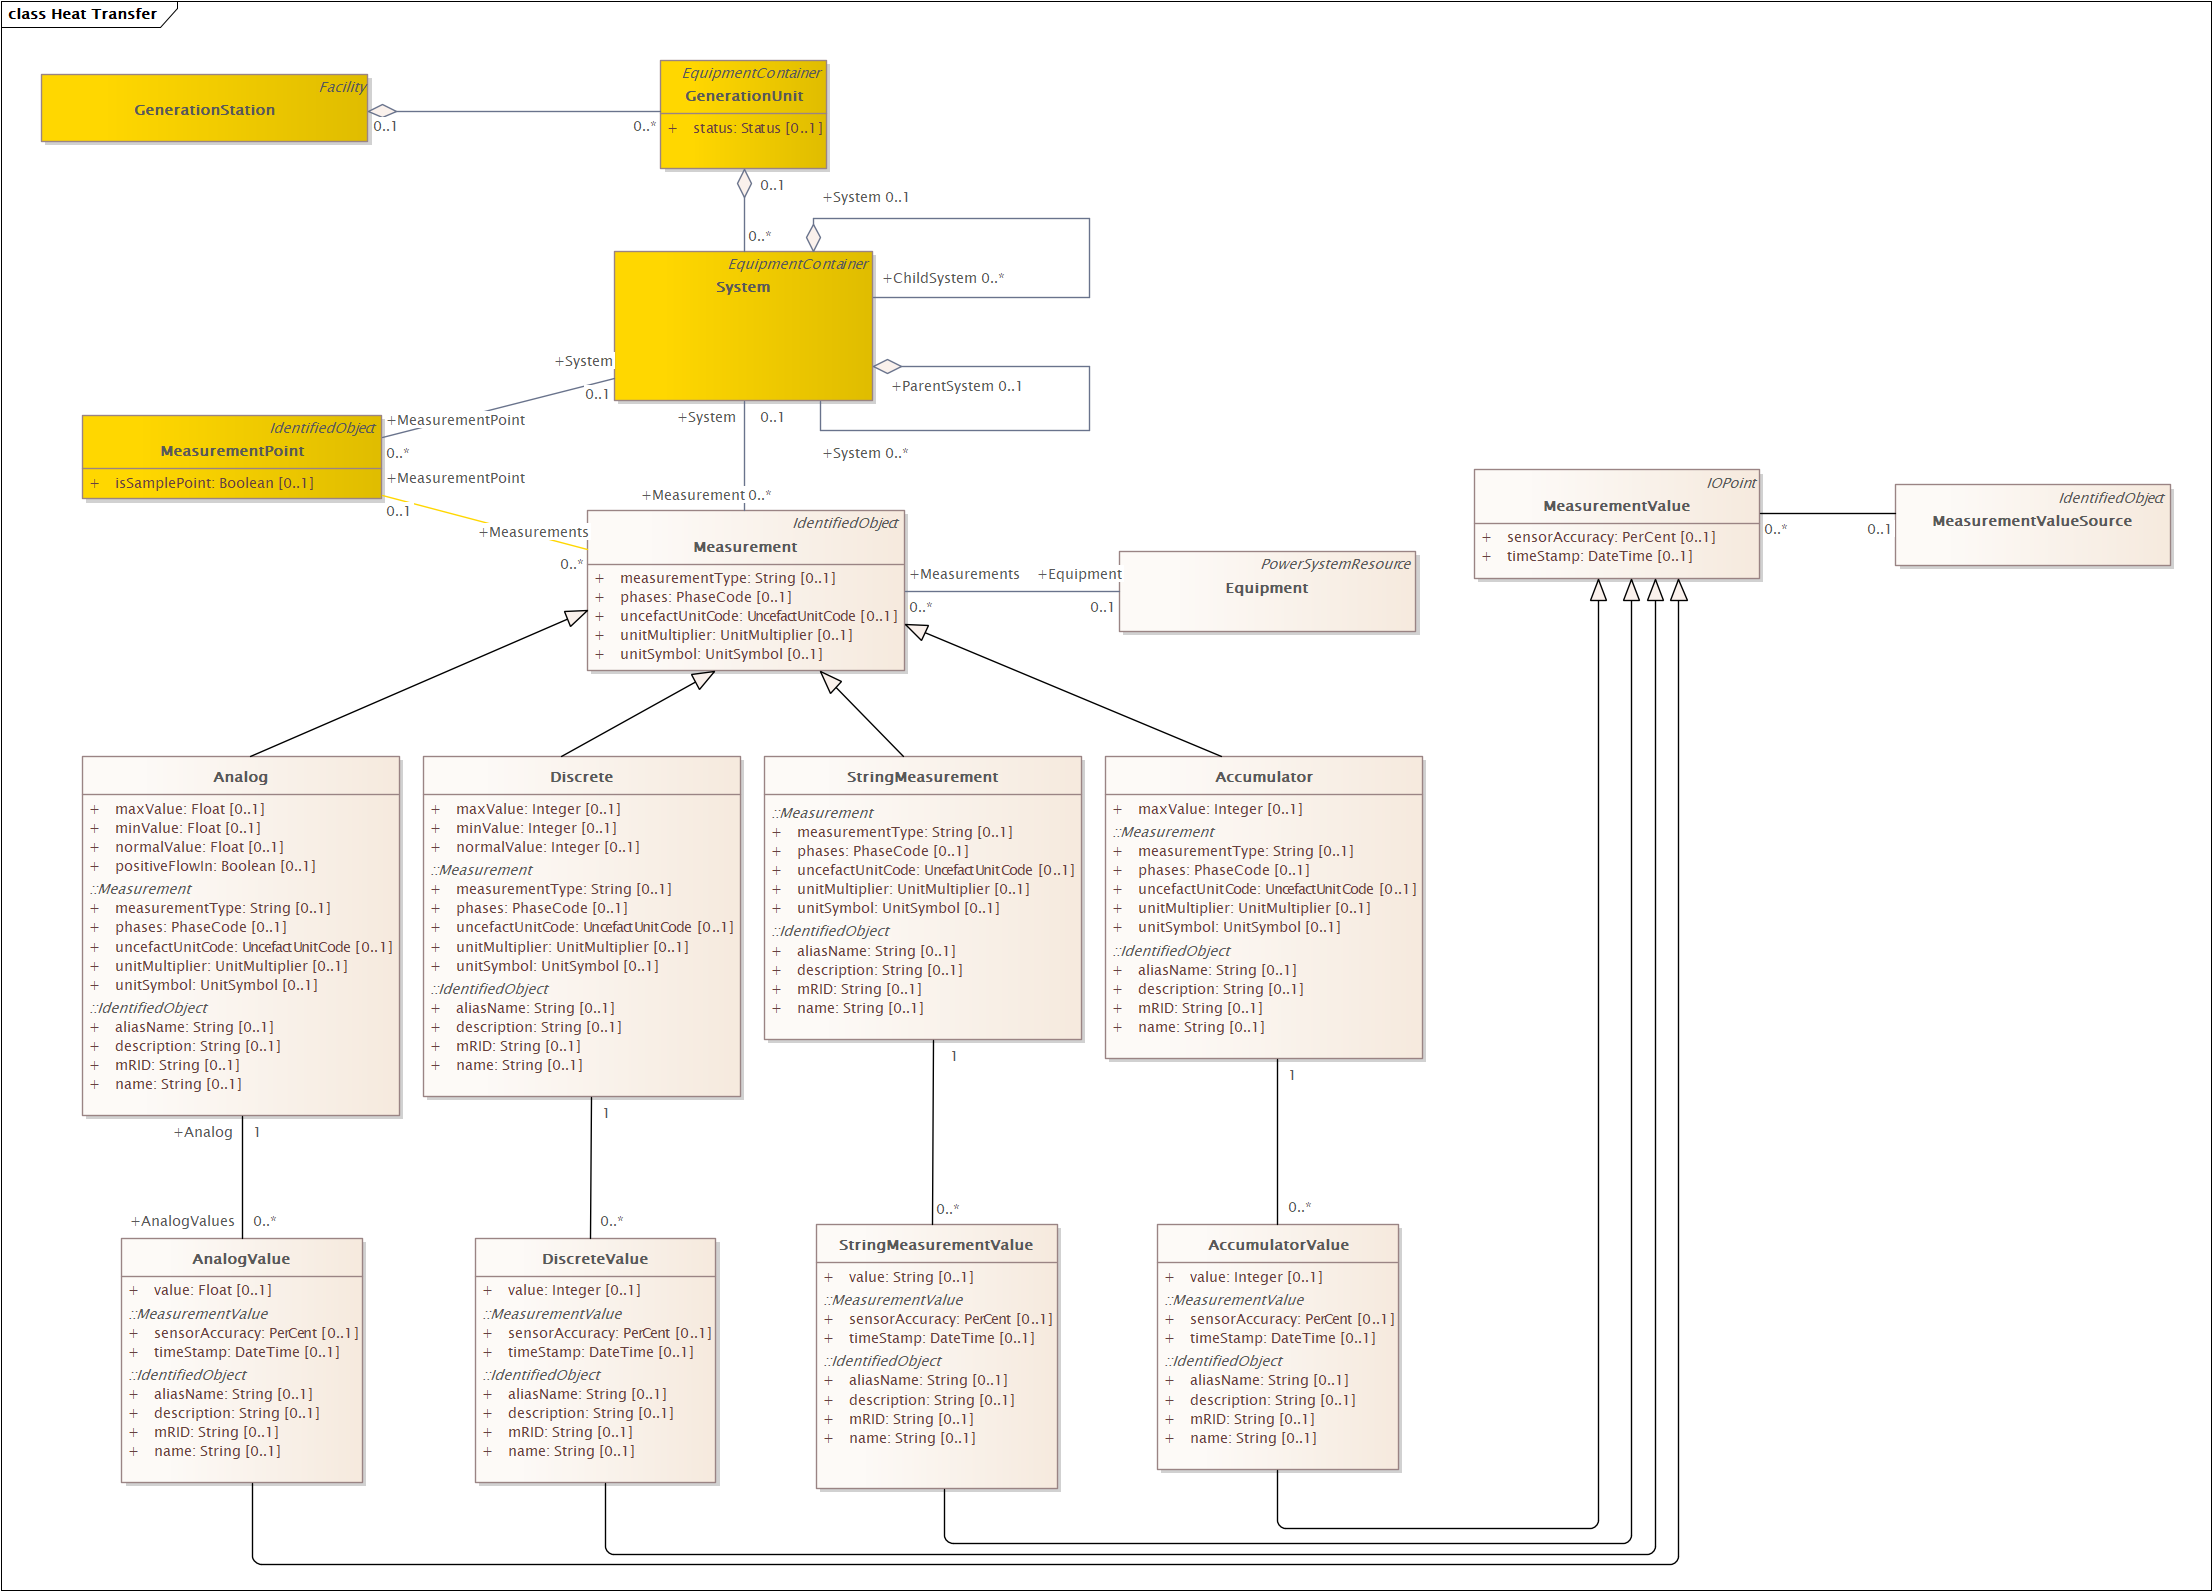 class Heat Transfer
Facility
GenerationStation
0..1
0..*
EquipmentContainer
GenerationUnit
+ status: Status [0..1]
0..1
0..*
+System 0..1
+ChildSystem 0..*
EquipmentContainer
System
+ParentSystem 0..1
+System 0..*
+System
0..1
+MeasurementPoint
0..*
IdentifiedObject
MeasurementPoint
+ isSamplePoint: Boolean [0..1]
+MeasurementPoint
0..1
+Measurements
0..*
+System 0..1
+Measurement 0..*
IdentifiedObject
Measurement
+ measurementType: String [0..1]
+ phases: PhaseCode [0..1]
+ uncefactUnitCode: UncefactUnitCode [0..1]
+ unitMultiplier: UnitMultiplier [0..1]
+ unitSymbol: UnitSymbol [0..1]
+Measurements +Equipment
0..* 0..1
PowerSystemResource
Equipment
IOPoint
MeasurementValue
+ sensorAccuracy: PerCent [0..1]
+ timeStamp: DateTime [0..1]
0..* 0..1
IdentifiedObject
MeasurementValueSource
Analog
+ maxValue: Float [0..1]
+ minValue: Float [0..1]
+ normalValue: Float [0..1]
+ positiveFlowIn: Boolean [0..1]
::Measurement
+ measurementType: String [0..1]
+ phases: PhaseCode [0..1]
+ uncefactUnitCode: UncefactUnitCode [0..1]
+ unitMultiplier: UnitMultiplier [0..1]
+ unitSymbol: UnitSymbol [0..1]
::IdentifiedObject
+ aliasName: String [0..1]
+ description: String [0..1]
+ mRID: String [0..1]
+ name: String [0..1]
Discrete
+ maxValue: Integer [0..1]
+ minValue: Integer [0..1]
+ normalValue: Integer [0..1]
::Measurement
+ measurementType: String [0..1]
+ phases: PhaseCode [0..1]
+ uncefactUnitCode: UncefactUnitCode [0..1]
+ unitMultiplier: UnitMultiplier [0..1]
+ unitSymbol: UnitSymbol [0..1]
::IdentifiedObject
+ aliasName: String [0..1]
+ description: String [0..1]
+ mRID: String [0..1]
+ name: String [0..1]
StringMeasurement
::Measurement
+ measurementType: String [0..1]
+ phases: PhaseCode [0..1]
+ uncefactUnitCode: UncefactUnitCode [0..1]
+ unitMultiplier: UnitMultiplier [0..1]
+ unitSymbol: UnitSymbol [0..1]
::IdentifiedObject
+ aliasName: String [0..1]
+ description: String [0..1]
+ mRID: String [0..1]
+ name: String [0..1]
Accumulator
+ maxValue: Integer [0..1]
::Measurement
+ measurementType: String [0..1]
+ phases: PhaseCode [0..1]
+ uncefactUnitCode: UncefactUnitCode [0..1]
+ unitMultiplier: UnitMultiplier [0..1]
+ unitSymbol: UnitSymbol [0..1]
::IdentifiedObject
+ aliasName: String [0..1]
+ description: String [0..1]
+ mRID: String [0..1]
+ name: String [0..1]
+Analog 1
+AnalogValues 0..*
1
0..*
1
0..*
1
0..*
AnalogValue
+ value: Float [0..1]
::MeasurementValue
+ sensorAccuracy: PerCent [0..1]
+ timeStamp: DateTime [0..1]
::IdentifiedObject
+ aliasName: String [0..1]
+ description: String [0..1]
+ mRID: String [0..1]
+ name: String [0..1]
DiscreteValue
+ value: Integer [0..1]
::MeasurementValue
+ sensorAccuracy: PerCent [0..1]
+ timeStamp: DateTime [0..1]
::IdentifiedObject
+ aliasName: String [0..1]
+ description: String [0..1]
+ mRID: String [0..1]
+ name: String [0..1]
StringMeasurementValue
+ value: String [0..1]
::MeasurementValue
+ sensorAccuracy: PerCent [0..1]
+ timeStamp: DateTime [0..1]
::IdentifiedObject
+ aliasName: String [0..1]
+ description: String [0..1]
+ mRID: String [0..1]
+ name: String [0..1]
AccumulatorValue
+ value: Integer [0..1]
::MeasurementValue
+ sensorAccuracy: PerCent [0..1]
+ timeStamp: DateTime [0..1]
::IdentifiedObject
+ aliasName: String [0..1]
+ description: String [0..1]
+ mRID: String [0..1]
+ name: String [0..1]